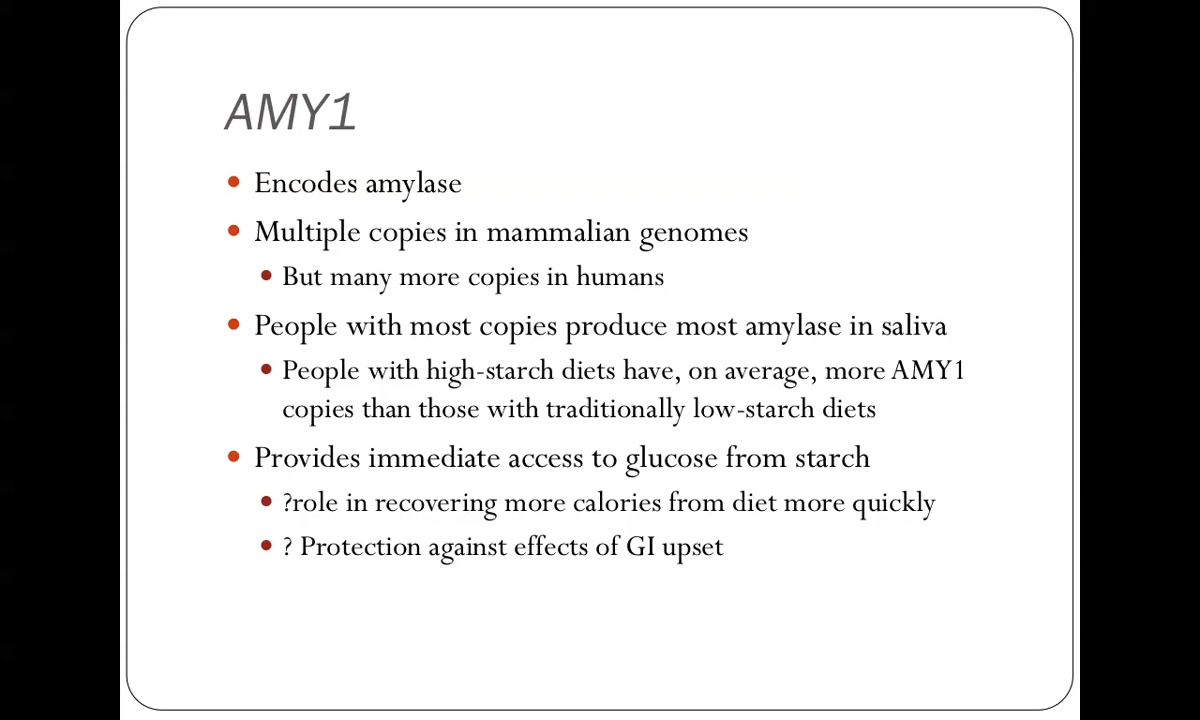 AMY1
Encodes amylase
Multiple copies in mammalian genomes
But many more copies in humans
People with most copies produce most amylase in saliva
People with high-starch diets have, on average, more AMY1
copies than those with traditionally low-starch diets
Provides immediate access to glucose from starch
?role in recovering more calories from diet more quickly
? Protection against effects of GI upset